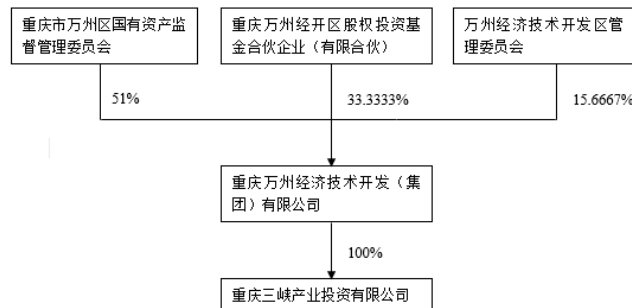 重庆市万州区国有资产监
督管理委员会
重庆万州经开区股权投资基
金合伙企业（有限合伙）
万州经济技术开发区管
理委员会
51%
33.3333%
15.6667%
重庆万州经济技术开发（集
团）有限公司
100%
重庆三峡产业投资有限公司